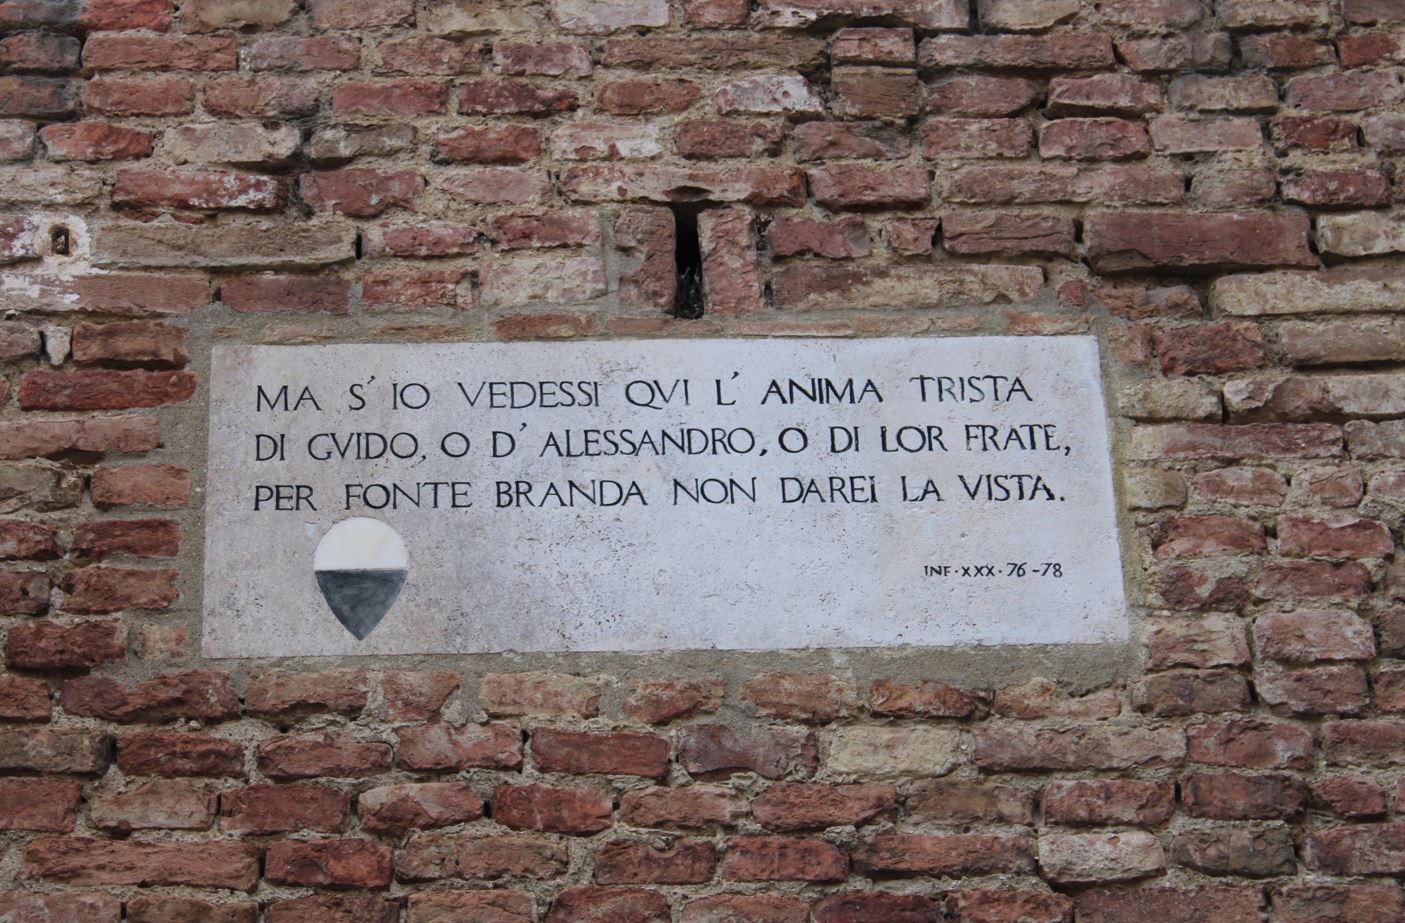 MA S'IO VEDESSI QVI L'ANIMA TRISTA
DI GVIDO, O D'ALESSANDRO, O DI LOR FRATE,
PER FONTE BRANDA NON DAREI LA VISTA.
INF·XXX·76-78